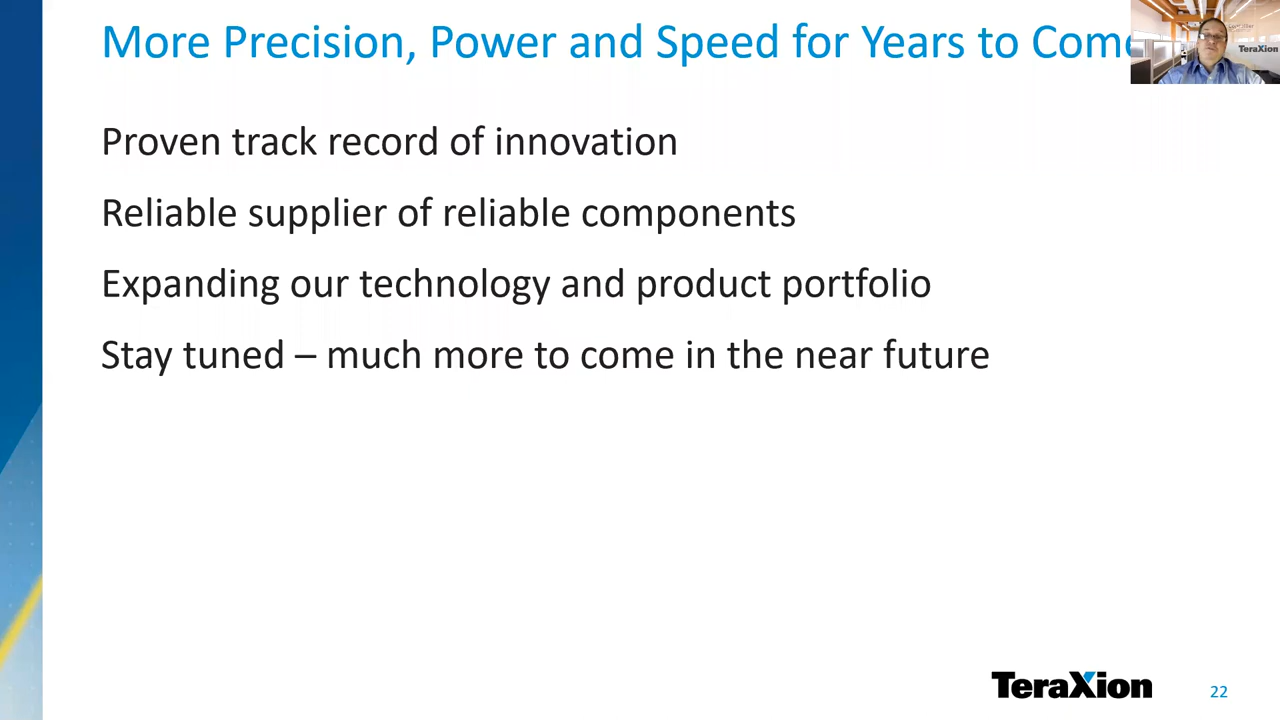 More Precision, Power and Speed for Years to Come
TeraXion
Proven track record of innovation
Reliable supplier of reliable components
Expanding our technology and product portfolio
Stay tuned – much more to come in the near future
TeraXion
22